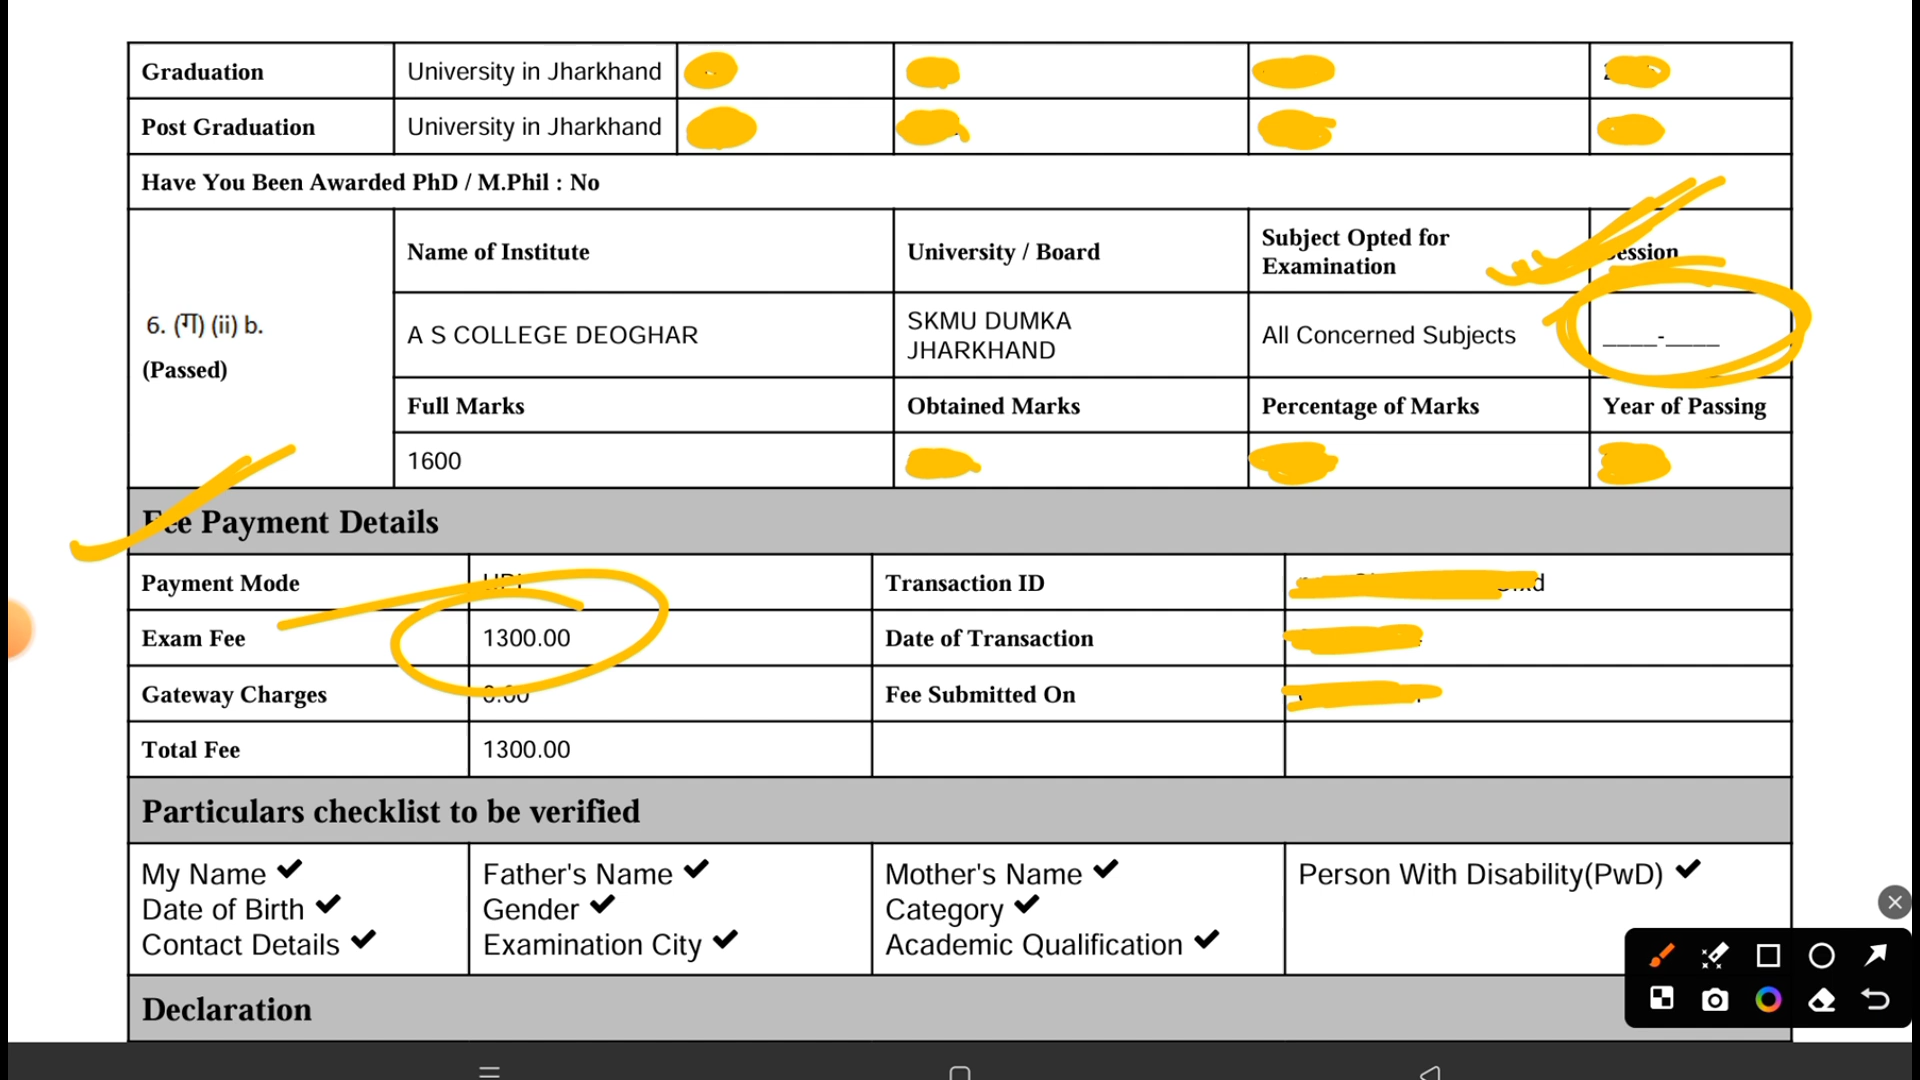 Graduation University in Jharkhand
Post Graduation University in Jharkhand
Have You Been Awarded PhD / M.Phil : No
Name of Institute University / Board Subject Opted for Examination
6. (ग) (ii) b.
(Passed)
A S COLLEGE DEOGHAR SKMU DUMKA JHARKHAND All Concerned Subjects ____-____
Full Marks Obtained Marks Percentage of Marks Year of Passing
1600
Fee Payment Details
Payment Mode Transaction ID
Exam Fee 1300.00 Date of Transaction
Gateway Charges 0.00 Fee Submitted On
Total Fee 1300.00
Particulars checklist to be verified
My Name ✔ Father's Name ✔ Mother's Name ✔ Person With Disability(PwD) ✔
Date of Birth ✔ Gender ✔ Category ✔
Contact Details ✔ Examination City ✔ Academic Qualification ✔
Declaration